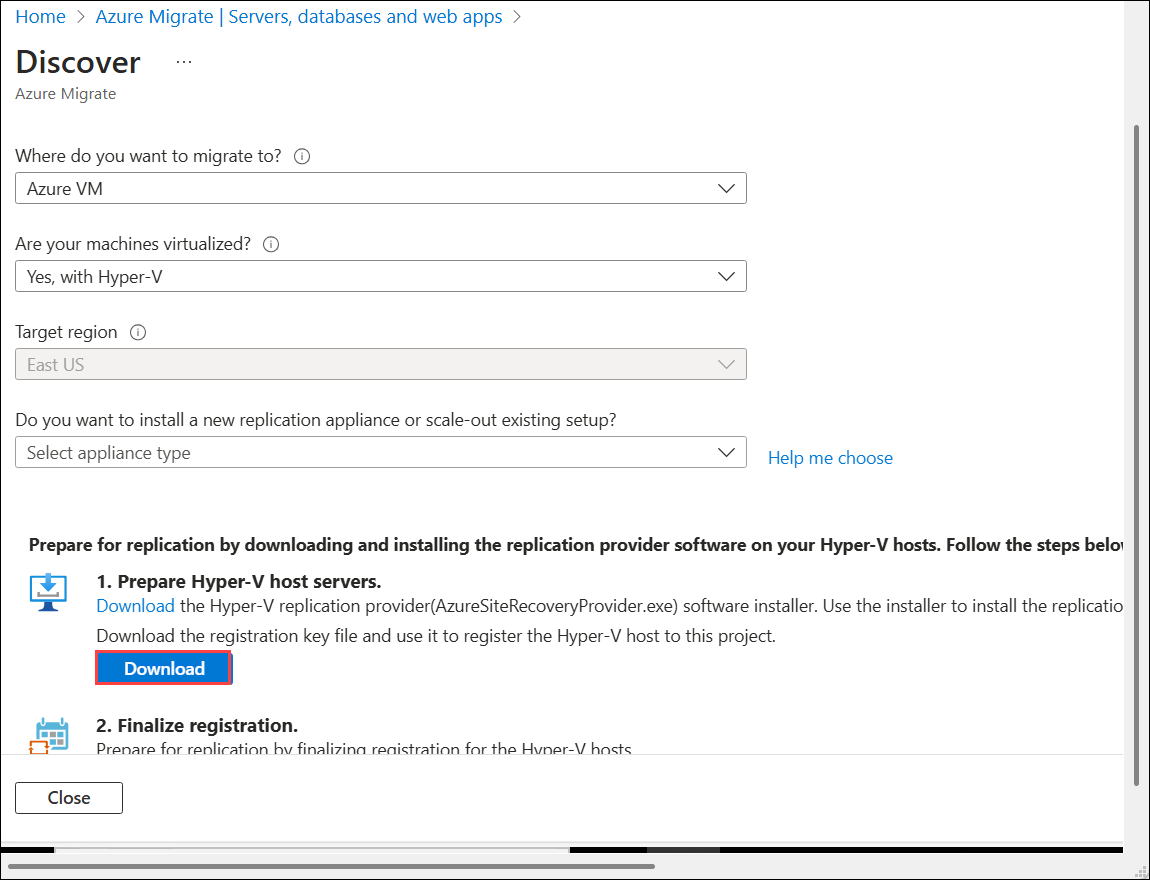 Home > Azure Migrate | Servers, databases and web apps >
Discover ...
Azure Migrate
Where do you want to migrate to?
Azure VM
Are your machines virtualized?
Yes, with Hyper-V
Target region
East US
Do you want to install a new replication appliance or scale-out existing setup?
Select appliance type
Help me choose
Prepare for replication by downloading and installing the replication provider software on your Hyper-V hosts. Follow the steps
1. Prepare Hyper-V host servers.
Download the Hyper-V replication provider(AzureSiteRecoveryProvider.exe) software installer. Use the installer to install the
Download the registration key file and use it to register the Hyper-V host to this project.
Download
2. Finalize registration.
Prepare for replication by finalizing registration for the Hyper-V hosts
Close